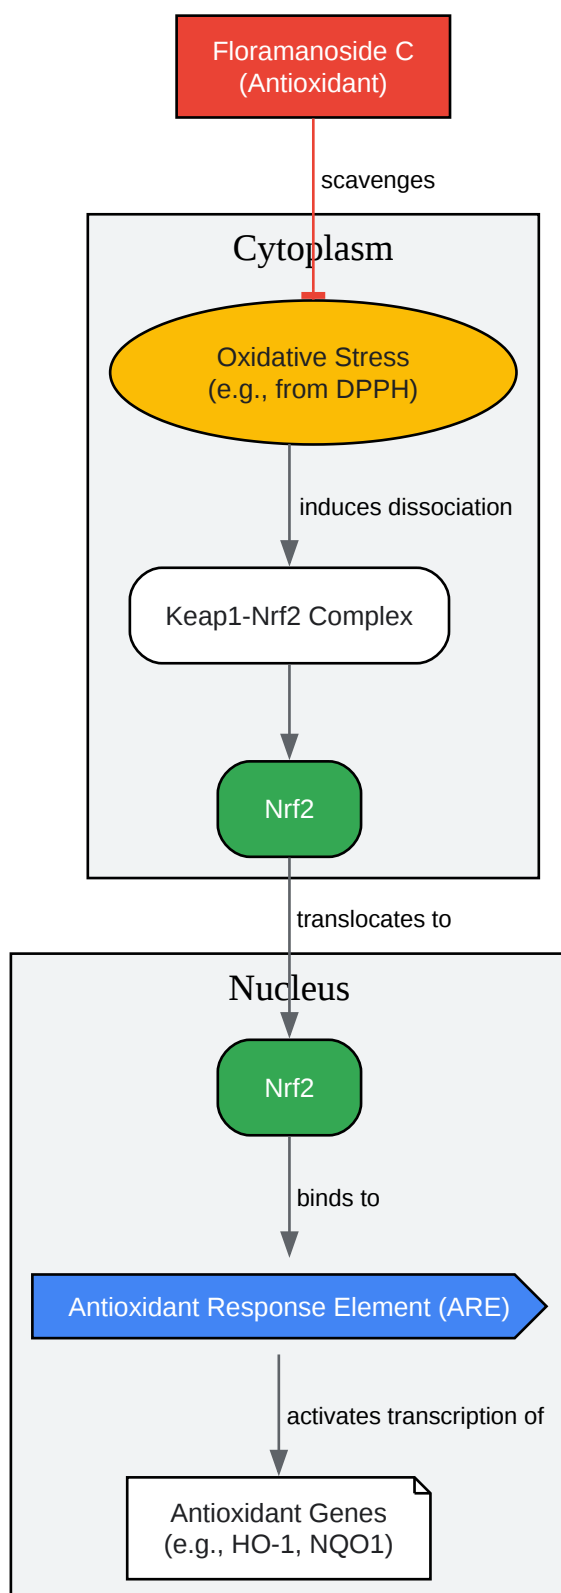 Floramanoside C
(Antioxidant)
scavenges
Cytoplasm
Oxidative Stress
(e.g., from DPPH)
induces dissociation
Keap1-Nrf2 Complex
Nrf2
translocates to
Nucleus
Nrf2
binds to
Antioxidant Response Element (ARE)
activates transcription of
Antioxidant Genes
(e.g., HO-1, NQO1)